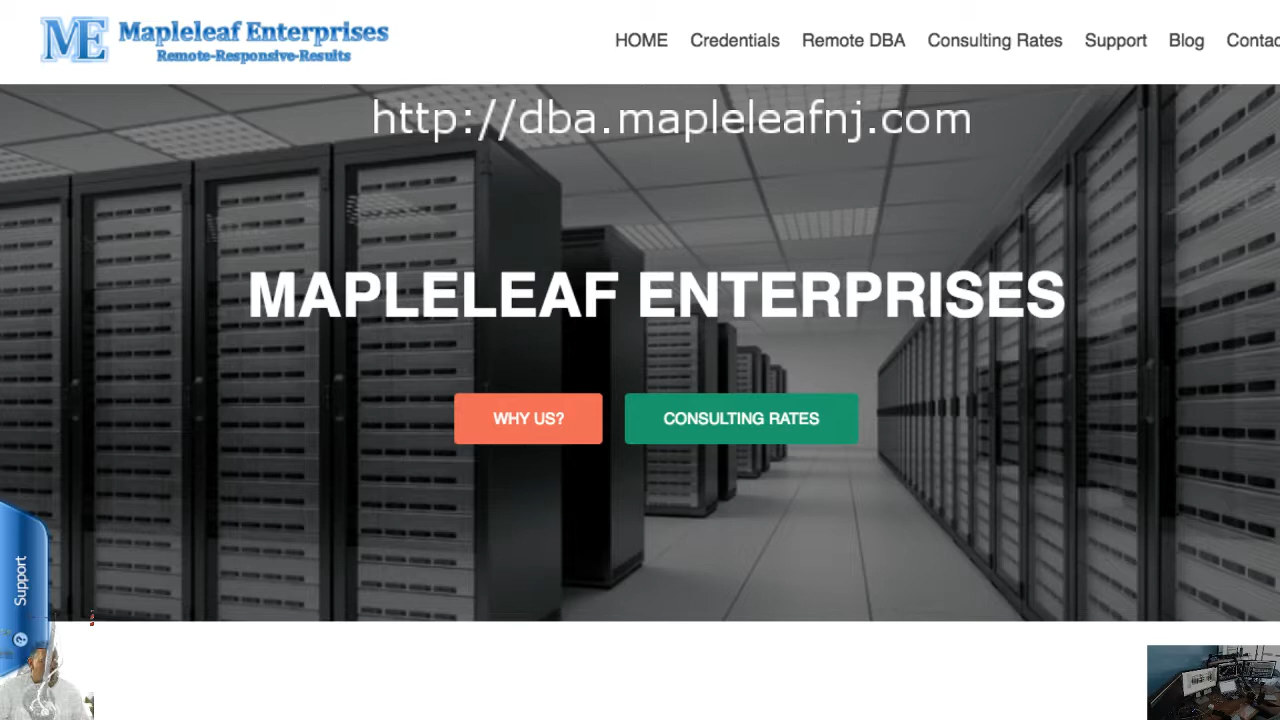 ME Mapleleaf Enterprises
Remote-Responsive-Results
HOME Credentials Remote DBA Consulting Rates Support Blog Contac
http://dba.mapleleafnj.com
MAPLELEAF ENTERPRISES
WHY US? CONSULTING RATES
Support
?